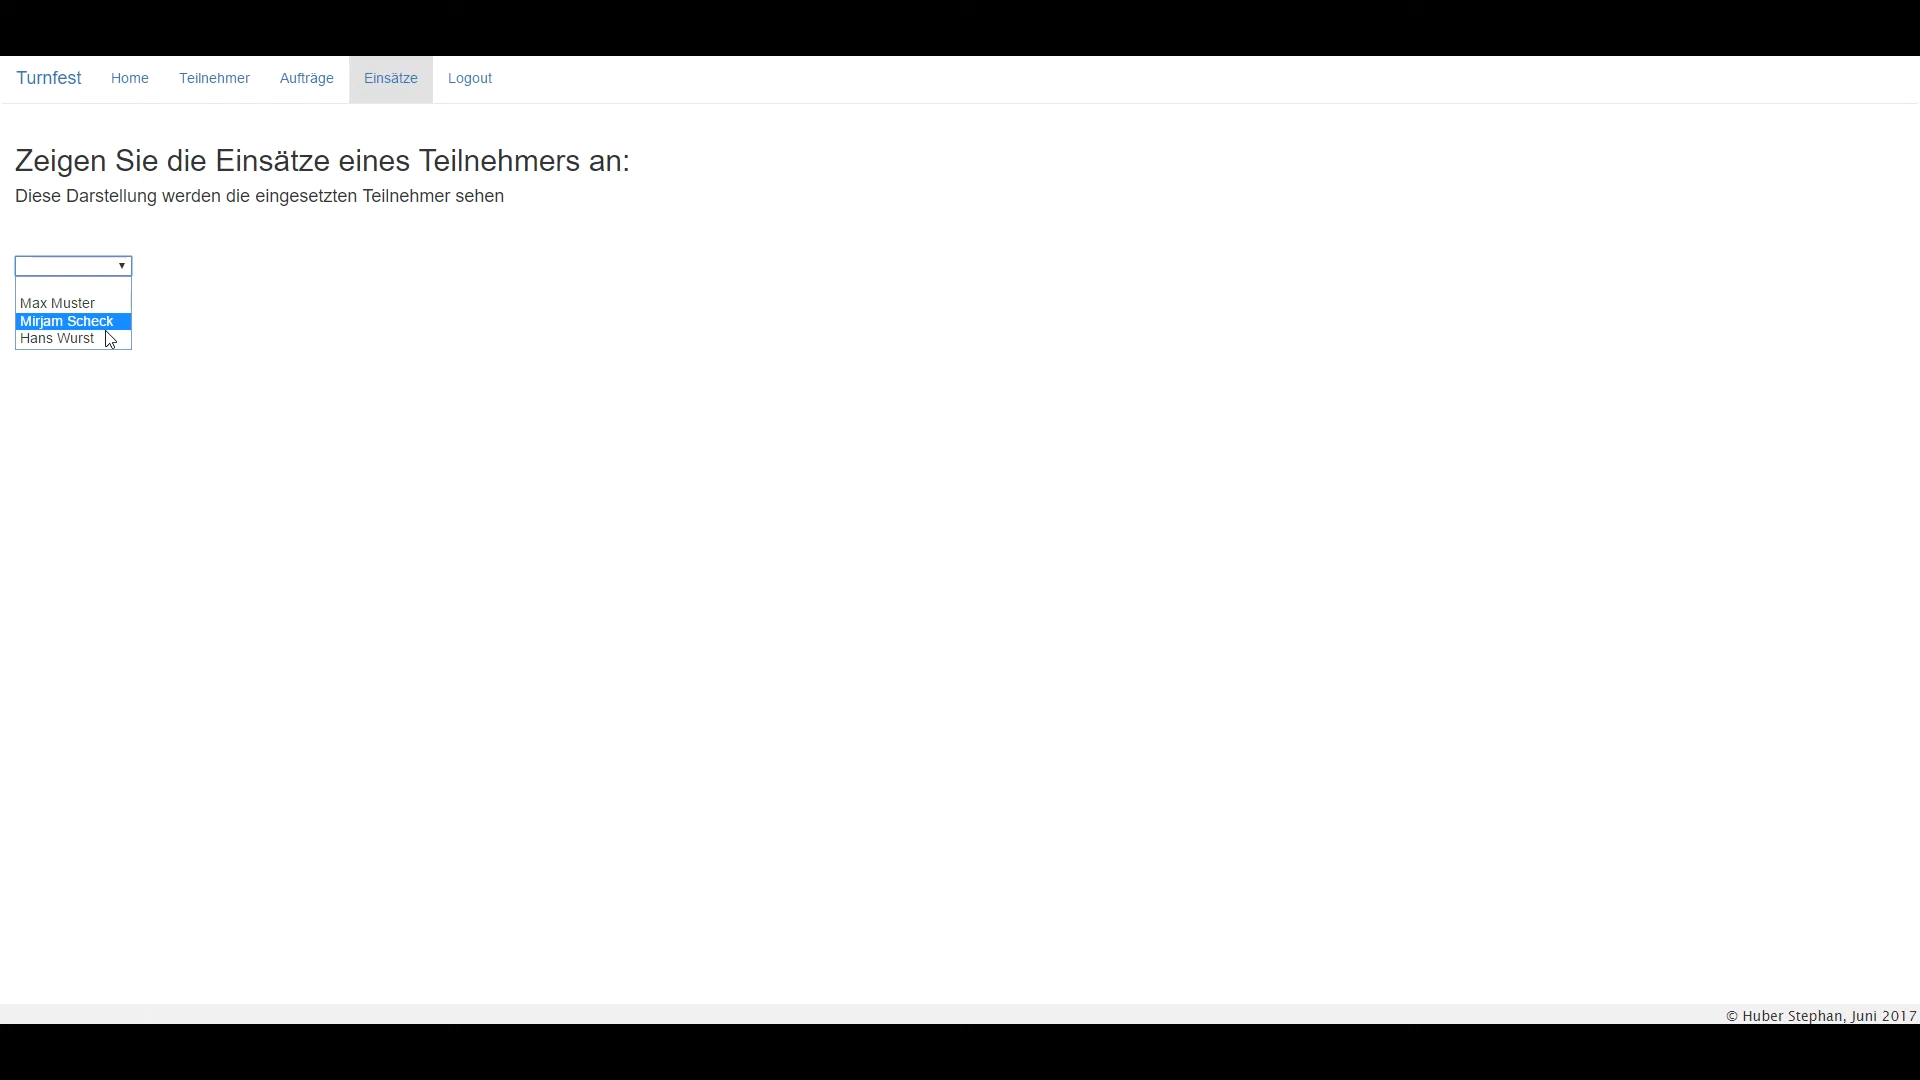 Turnfest Home Teilnehmer Aufträge Einsätze Logout
Zeigen Sie die Einsätze eines Teilnehmers an:
Diese Darstellung werden die eingesetzten Teilnehmer sehen
Max Muster
Mirjam Scheck
Hans Wurst
© Huber Stephan, Juni 2017